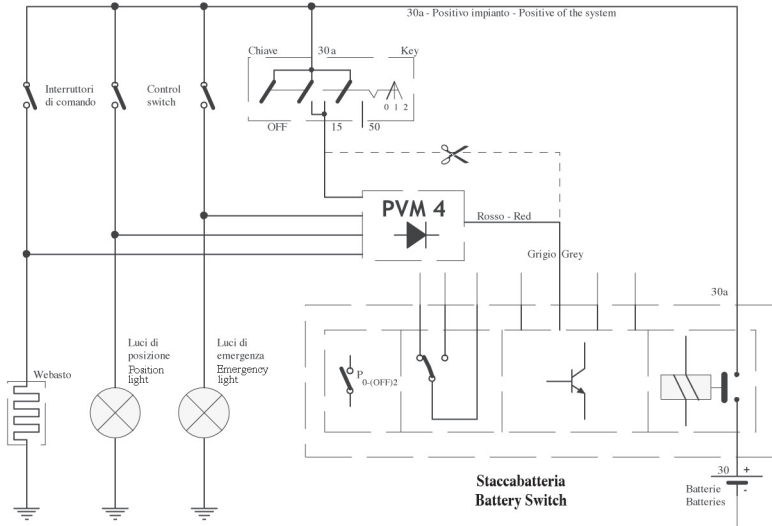 30a - Positivo impianto - Positive of the system
Chiave 30a Key
Interruttori Control
di comando switch
0 1 2
OFF 15 50
PVM 4
Rosso - Red
Grigio Grey
30a
Luci di Luci di
posizione emergenza
Position Emergency
light light
Webasto
P
0-(OFF)2
30 +
Staccabatteria
Battery Switch
Batterie -
Batteries